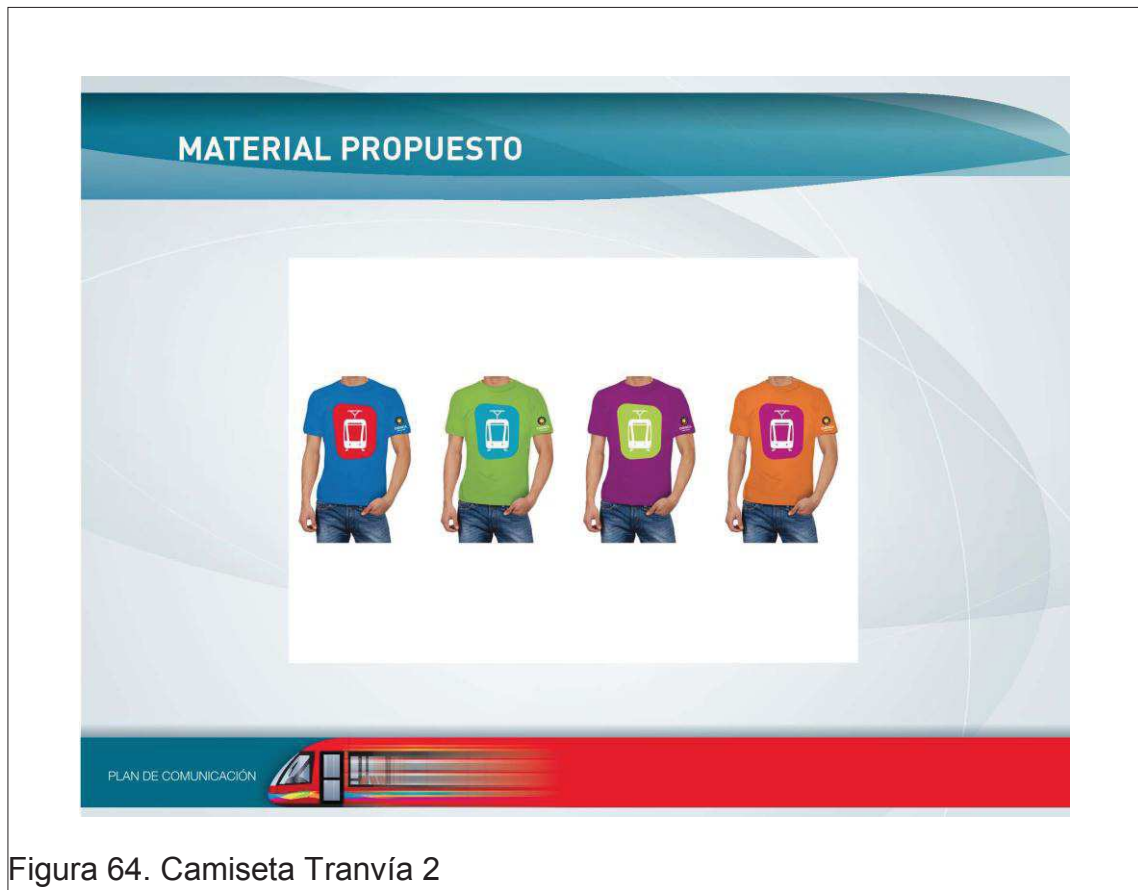 MATERIAL PROPUESTO
PLAN DE COMUNICACIÓN
Figura 64. Camiseta Tranvía 2